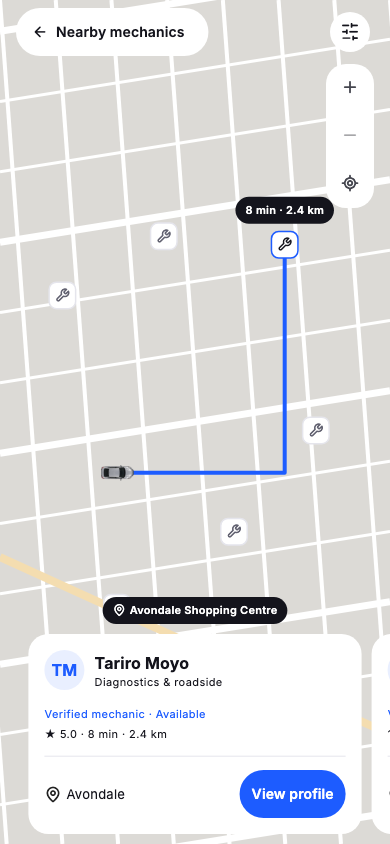 Nearby mechanics
8 min · 2.4 km
Avondale Shopping Centre
TM
Tariro Moyo
Diagnostics & roadside
Verified mechanic · Available
★ 5.0 · 8 min · 2.4 km
Avondale
View profile